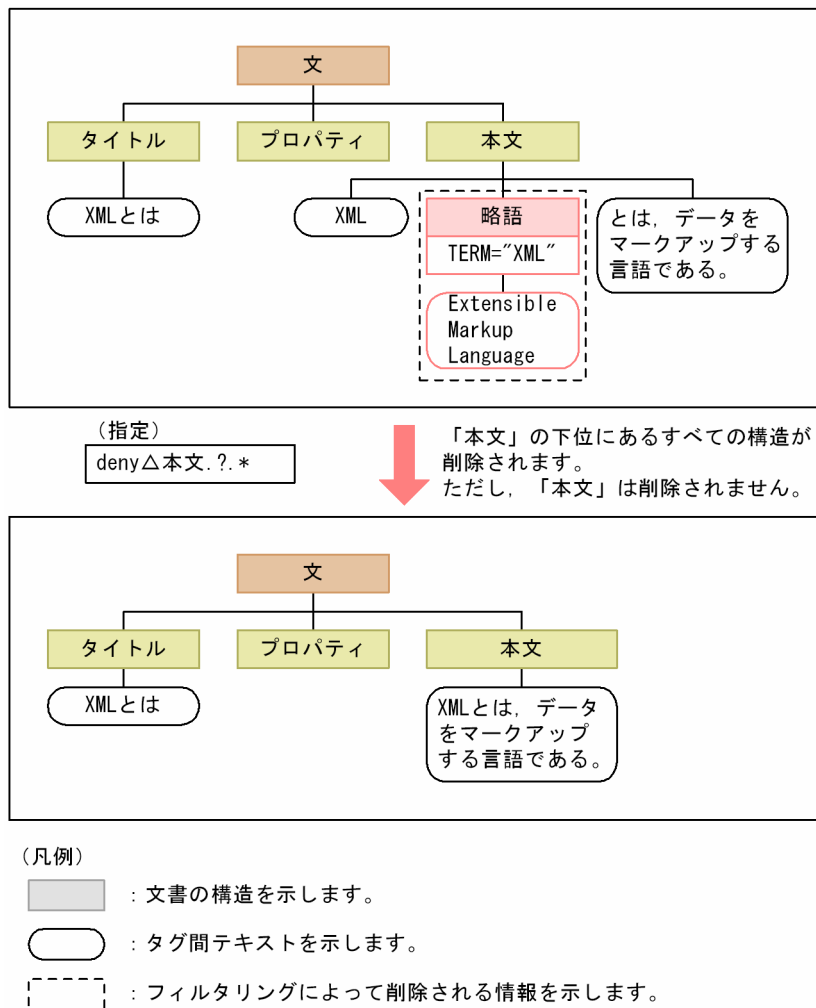 文
タイトル
プロパティ
本文
XMLとは
XML
略語
TERM="XML"
Extensible
Markup
Language
とは，データを
マークアップする
言語である。
（指定）
deny△本文.?.*
「本文」の下位にあるすべての構造が
削除されます。
ただし，「本文」は削除されません。
文
タイトル
プロパティ
本文
XMLとは
XMLとは，データ
をマークアップ
する言語である。
（凡例）
：文書の構造を示します。
：タグ間テキストを示します。
：フィルタリングによって削除される情報を示します。